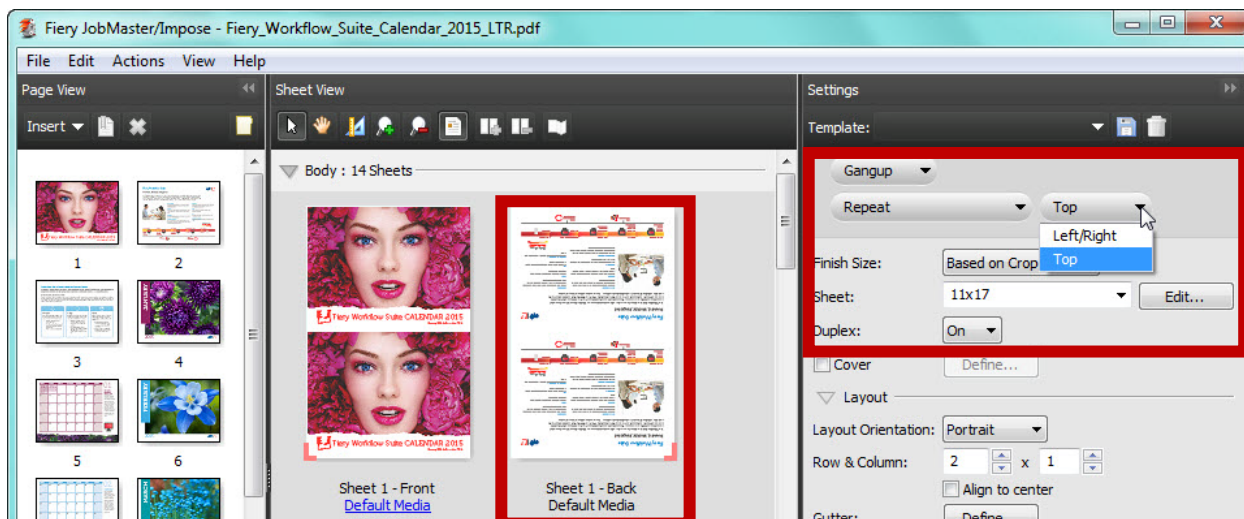 Fiery JobMaster/Impose - Fiery_Workflow_Suite_Calendar_2015_LTR.pdf
File Edit Actions View Help
Page View
Insert
1
2
3
4
5
6
Sheet View
Body : 14 Sheets
Fiery Workflow Suite CALENDAR 2015
Fiery Workflow Suite CALENDAR 2015
Sheet 1 - Front
Default Media
Sheet 1 - Back
Default Media
Settings
Template:
Gangup
Repeat
Top
Left/Right
Top
Finish Size:
Based on Crop
Sheet:
11x17
Edit...
Duplex:
On
Cover
Define...
Layout
Layout Orientation:
Portrait
Row & Column:
2 x 1
Align to center
Gutter:
Define